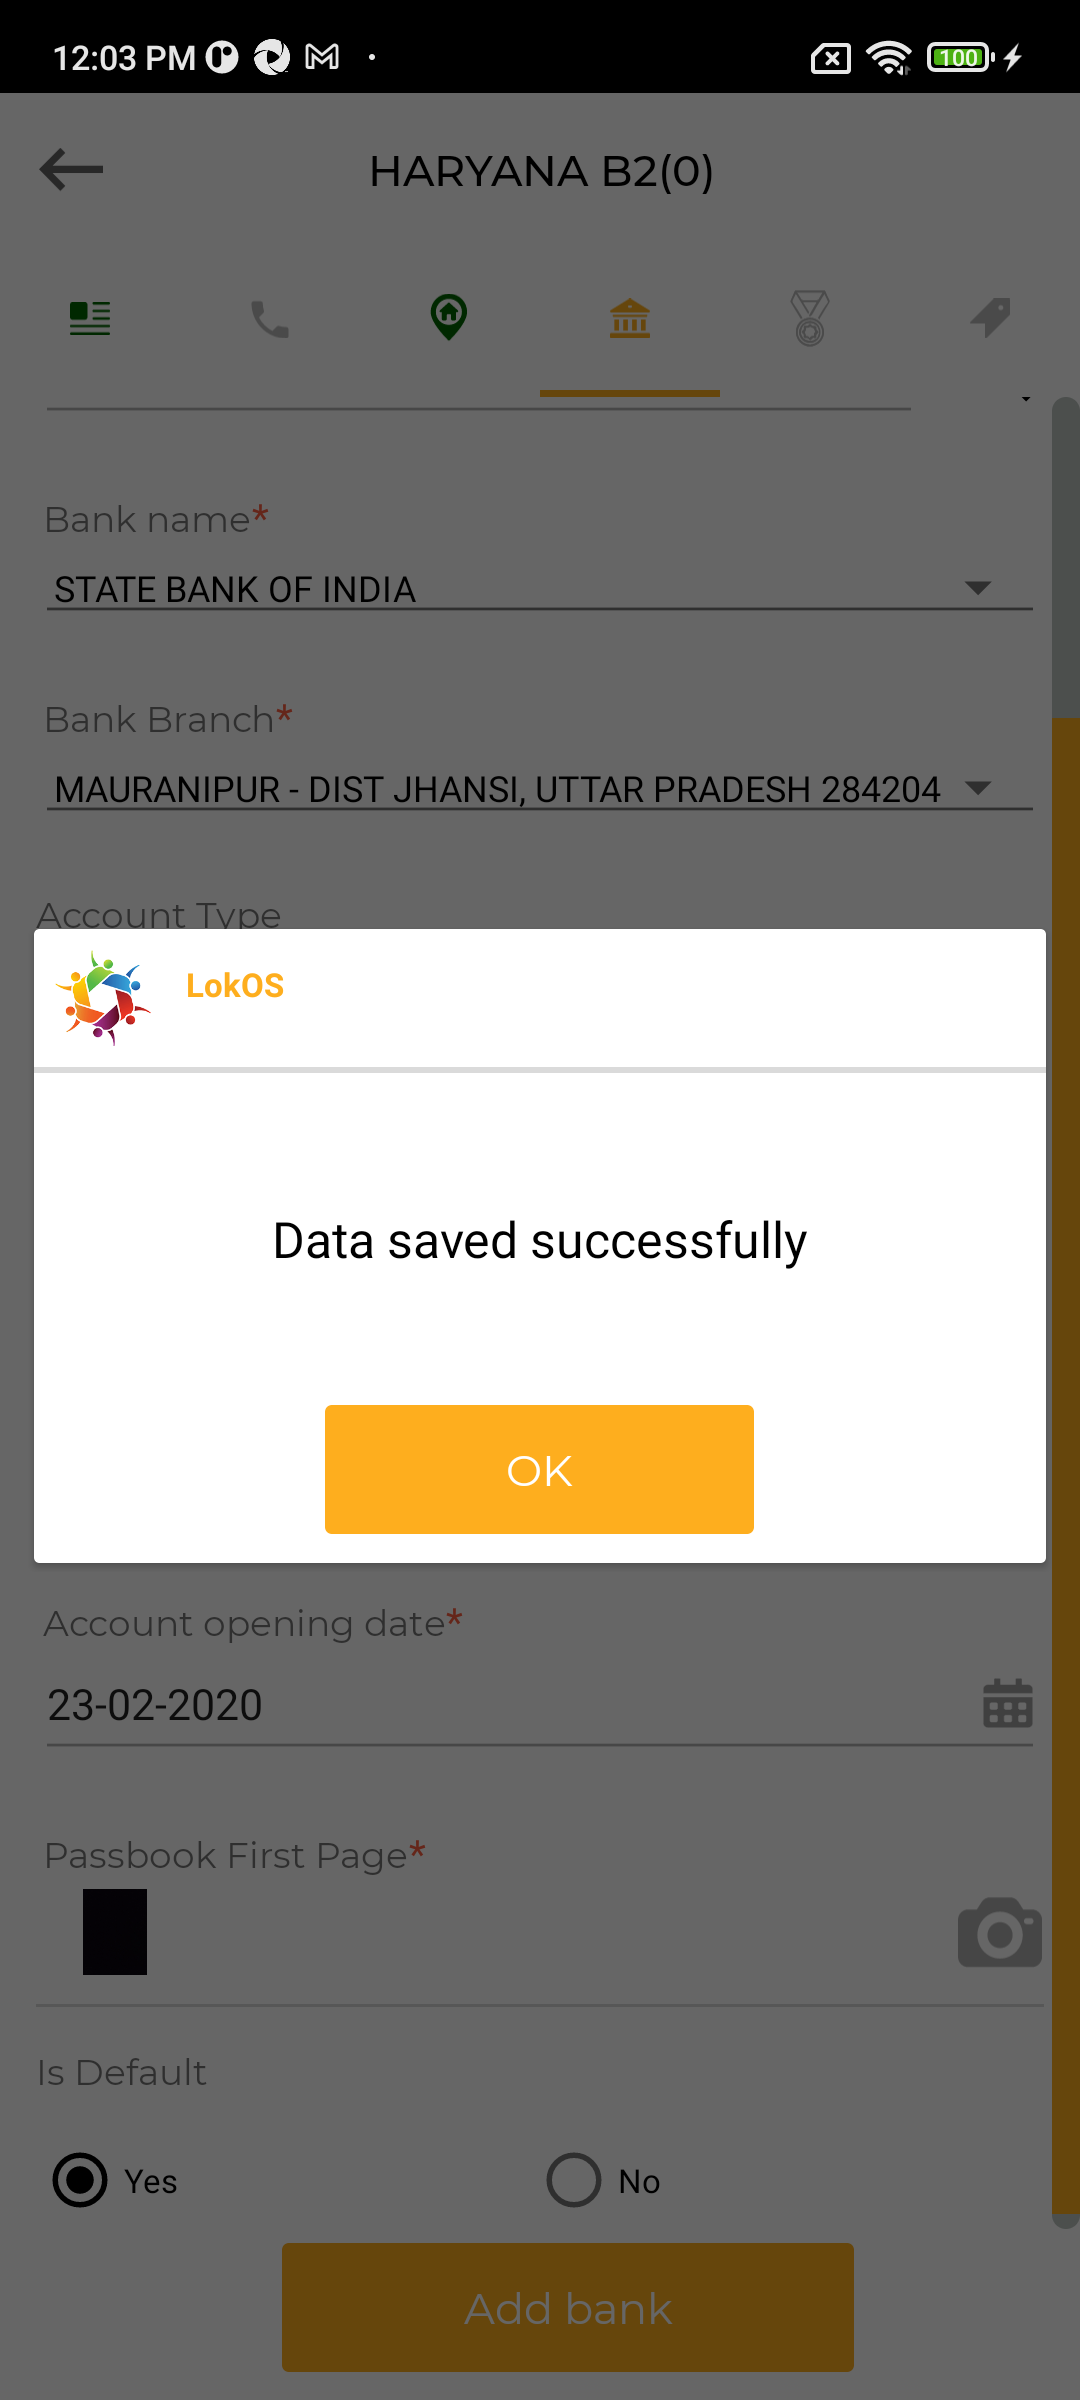 12:03 PM
100
HARYANA B2(0)
Bank name*
STATE BANK OF INDIA
Bank Branch*
MAURANIPUR - DIST JHANSI, UTTAR PRADESH 284204
Account Type
LokOS
Data saved successfully
OK
Account opening date*
23-02-2020
Passbook First Page*
Is Default
Yes
No
Add bank